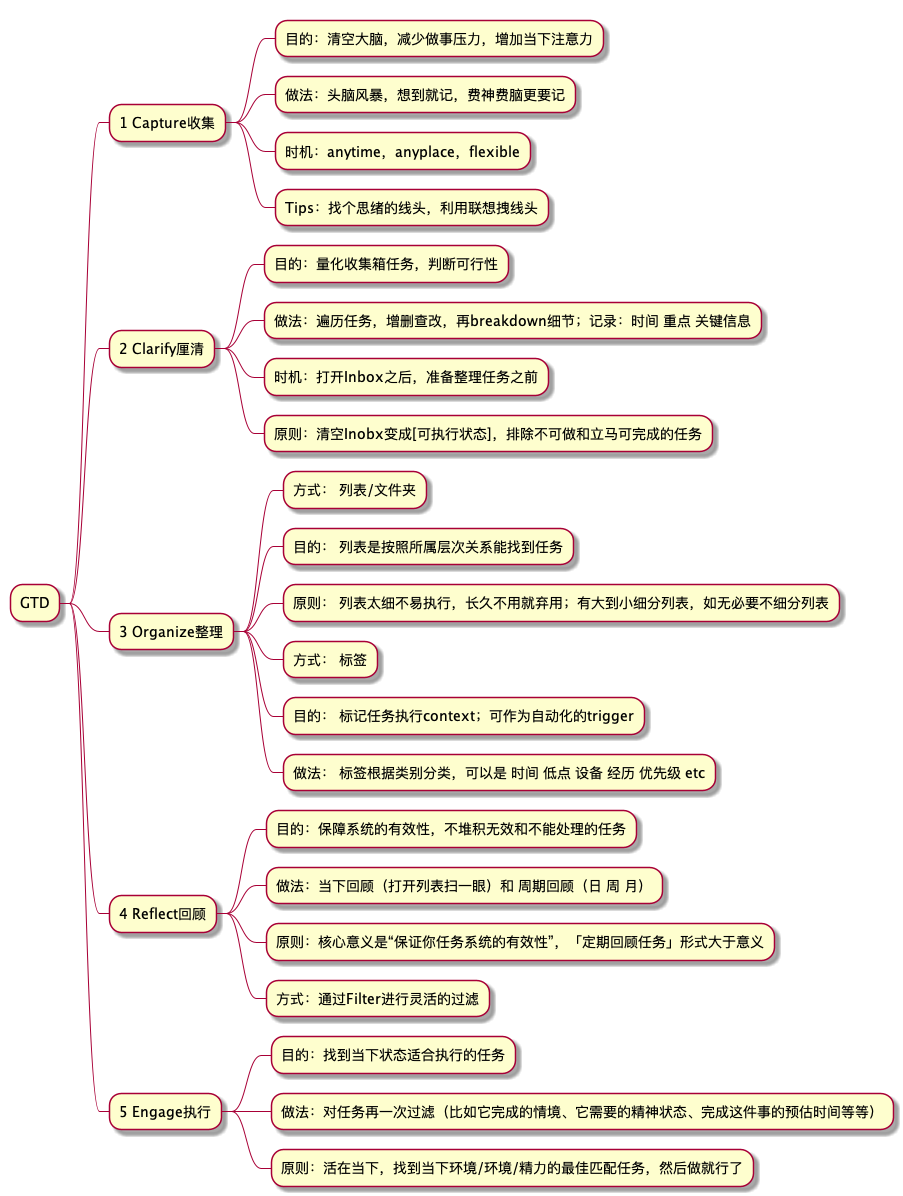 GTD
1 Capture收集
目的：清空大脑，减少做事压力，增加当下注意力
做法：头脑风暴，想到就记，费神费脑更要记
时机：anytime，anyplace，flexible
Tips：找个思绪的线头，利用联想拽线头
2 Clarify厘清
目的：量化收集箱任务，判断可行性
做法：遍历任务，增删查改，再breakdown细节；记录：时间 重点 关键信息
时机：打开Inbox之后，准备整理任务之前
原则：清空Inobx变成[可执行状态]，排除不可做和立马可完成的任务
3 Organize整理
方式： 列表/文件夹
目的： 列表是按照所属层次关系能找到任务
原则： 列表太细不易执行，长久不用就弃用；有大到小细分列表，如无必要不细分列表
方式： 标签
目的： 标记任务执行context；可作为自动化的trigger
做法： 标签根据类别分类，可以是 时间 低点 设备 经历 优先级 etc
4 Reflect回顾
目的：保障系统的有效性，不堆积无效和不能处理的任务
做法：当下回顾（打开列表扫一眼）和 周期回顾（日 周 月）
原则：核心意义是“保证你任务系统的有效性”，「定期回顾任务」形式大于意义
方式：通过Filter进行灵活的过滤
5 Engage执行
目的：找到当下状态适合执行的任务
做法：对任务再一次过滤（比如它完成的情境、它需要的精神状态、完成这件事的预估时间等等）
原则：活在当下，找到当下环境/环境/精力的最佳匹配任务，然后做就行了